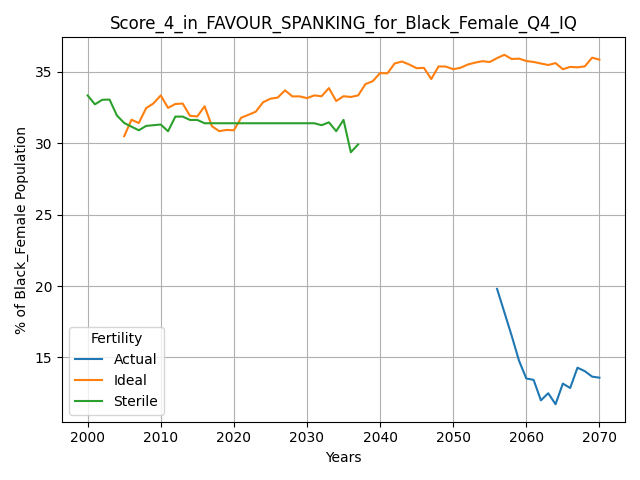 Score_4_in_FAVOUR_SPANKING_for_Black_Female_Q4_IQ
% of Black_Female Population
35
30
25
20
15
Fertility
Actual
Ideal
Sterile
2000 2010 2020 2030 2040 2050 2060 2070
Years